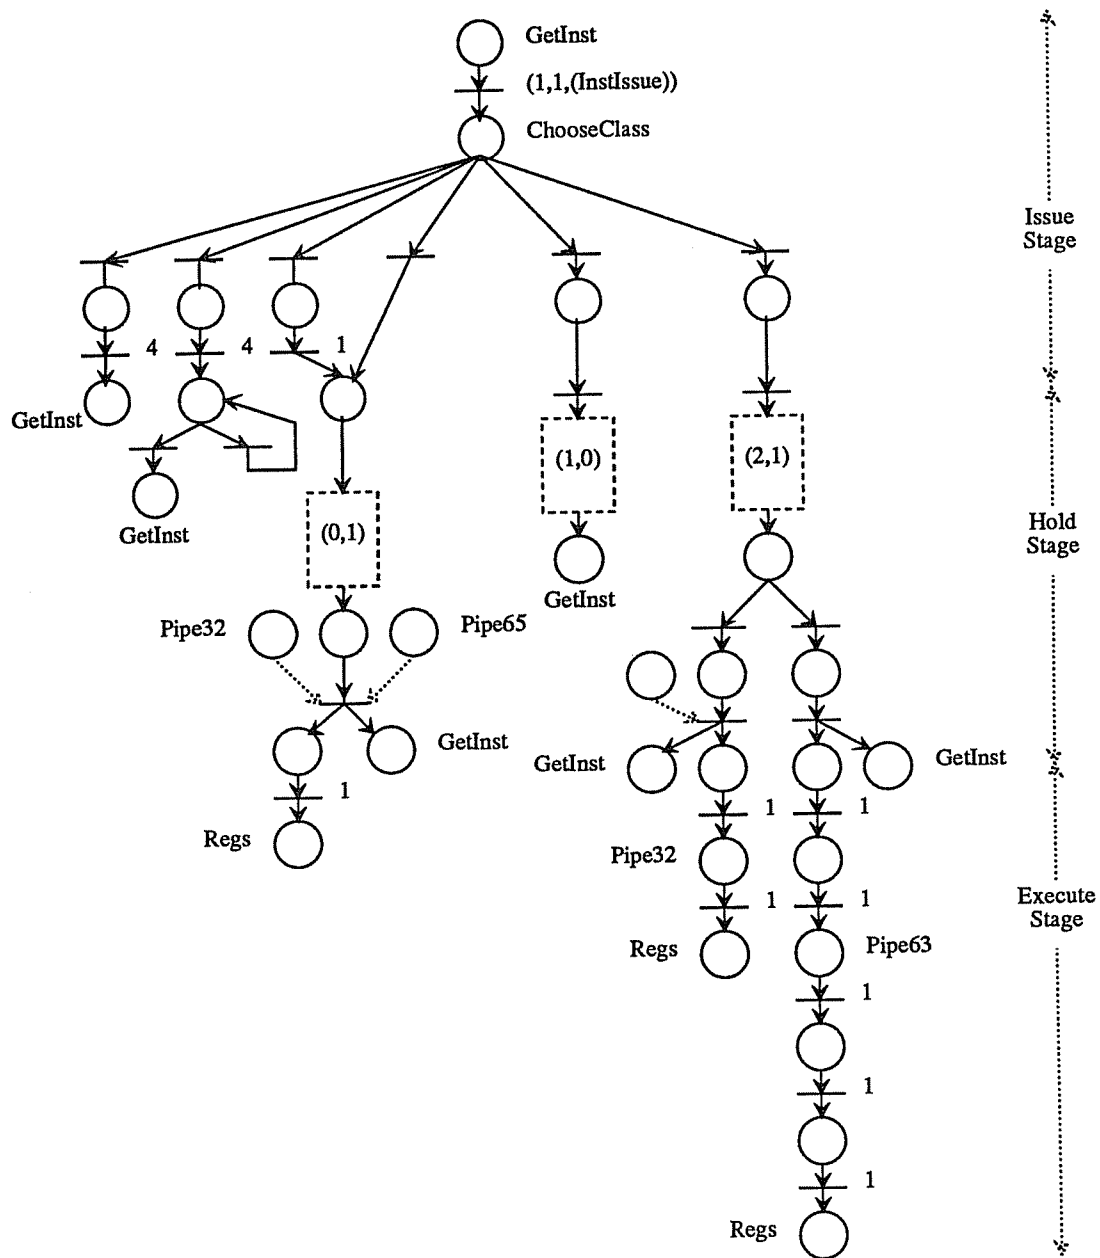 GetInst
(1,1,(InstIssue))
ChooseClass
Issue
Stage
4
4
1
GetInst
(1,0)
(2,1)
GetInst
(0,1)
Hold
Stage
GetInst
Pipe32
Pipe65
GetInst
GetInst
GetInst
1
1
1
Regs
Pipe32
1
1
Execute
Stage
Regs
Pipe63
1
1
1
Regs